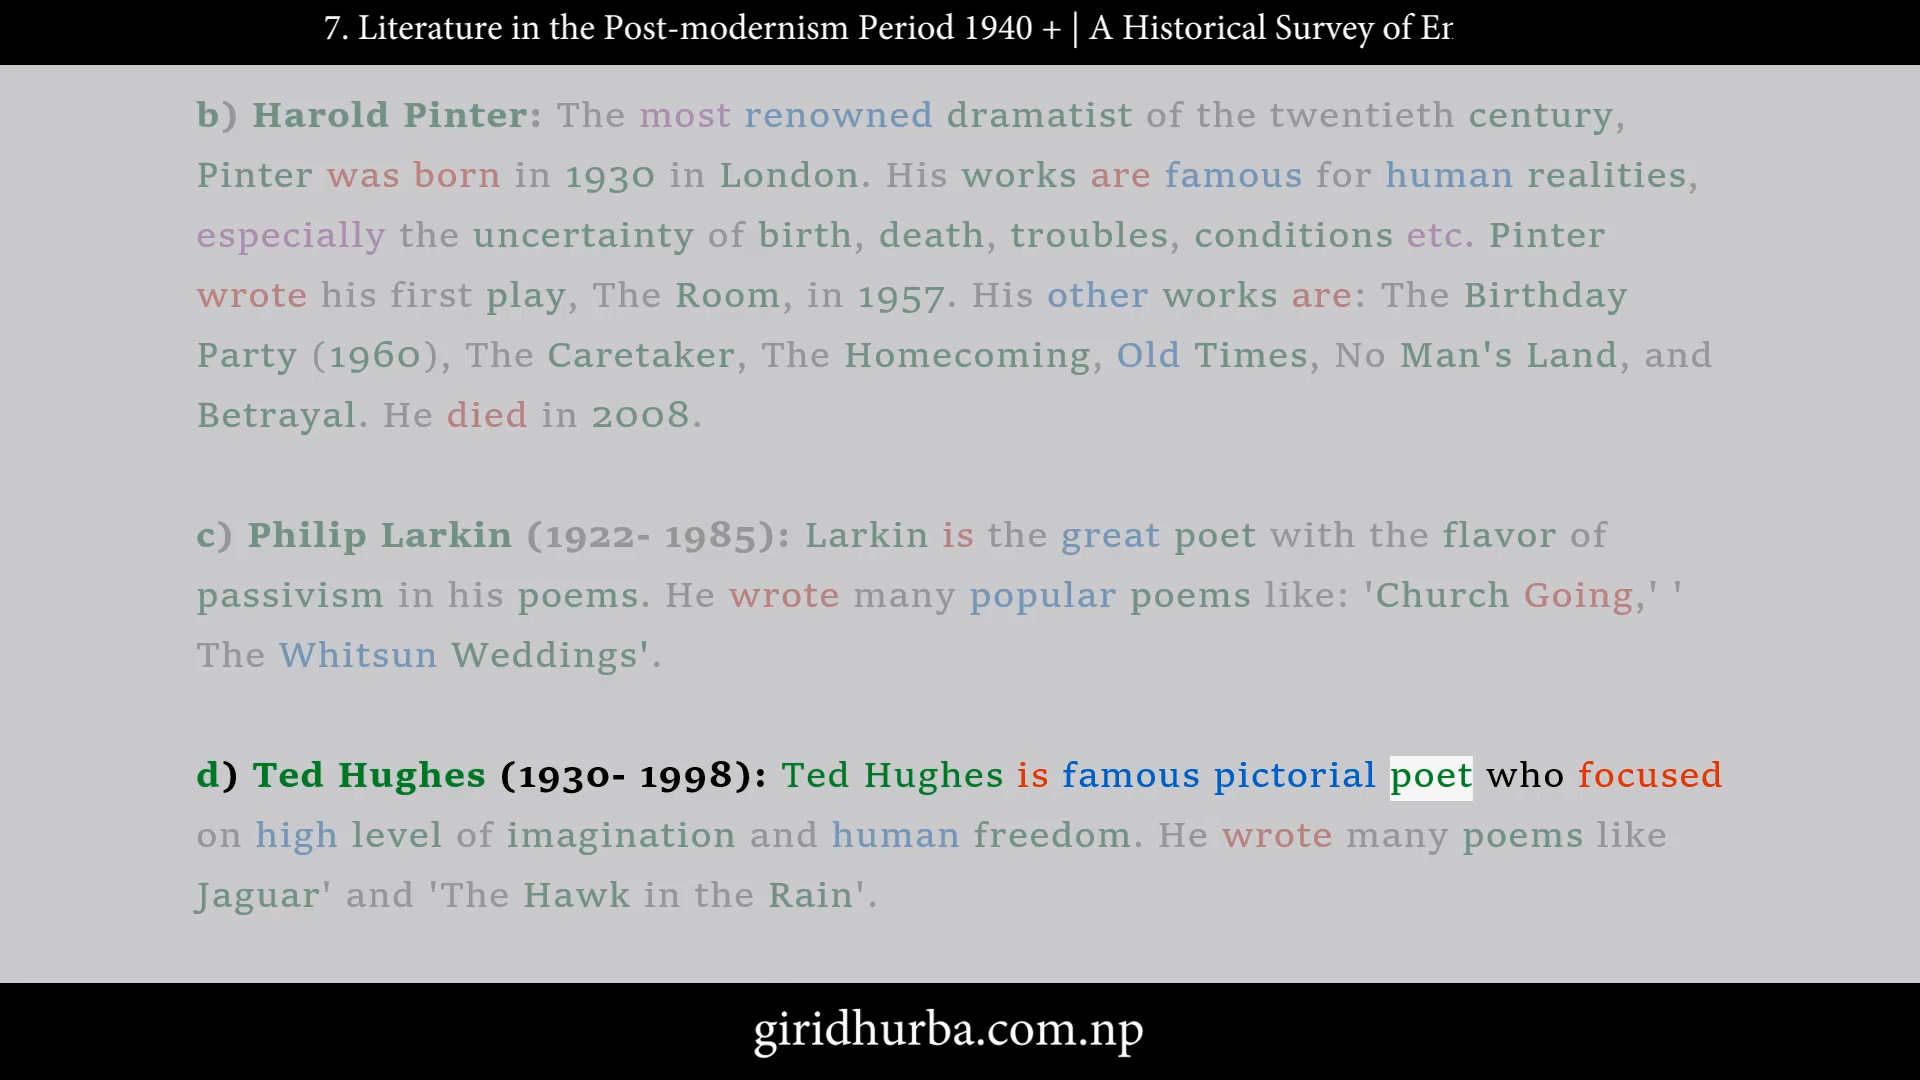 7. Literature in the Post-modernism Period 1940 + | A Historical Survey of En
b) Harold Pinter: The most renowned dramatist of the twentieth century,
Pinter was born in 1930 in London. His works are famous for human realities,
especially the uncertainty of birth, death, troubles, conditions etc. Pinter
wrote his first play, The Room, in 1957. His other works are: The Birthday
Party (1960), The Caretaker, The Homecoming, Old Times, No Man's Land, and
Betrayal. He died in 2008.
c) Philip Larkin (1922- 1985): Larkin is the great poet with the flavor of
passivism in his poems. He wrote many popular poems like: 'Church Going,' '
The Whitsun Weddings'.
d) Ted Hughes (1930- 1998): Ted Hughes is famous pictorial poet who focused
on high level of imagination and human freedom. He wrote many poems like
Jaguar' and 'The Hawk in the Rain'.
giridhurba.com.np